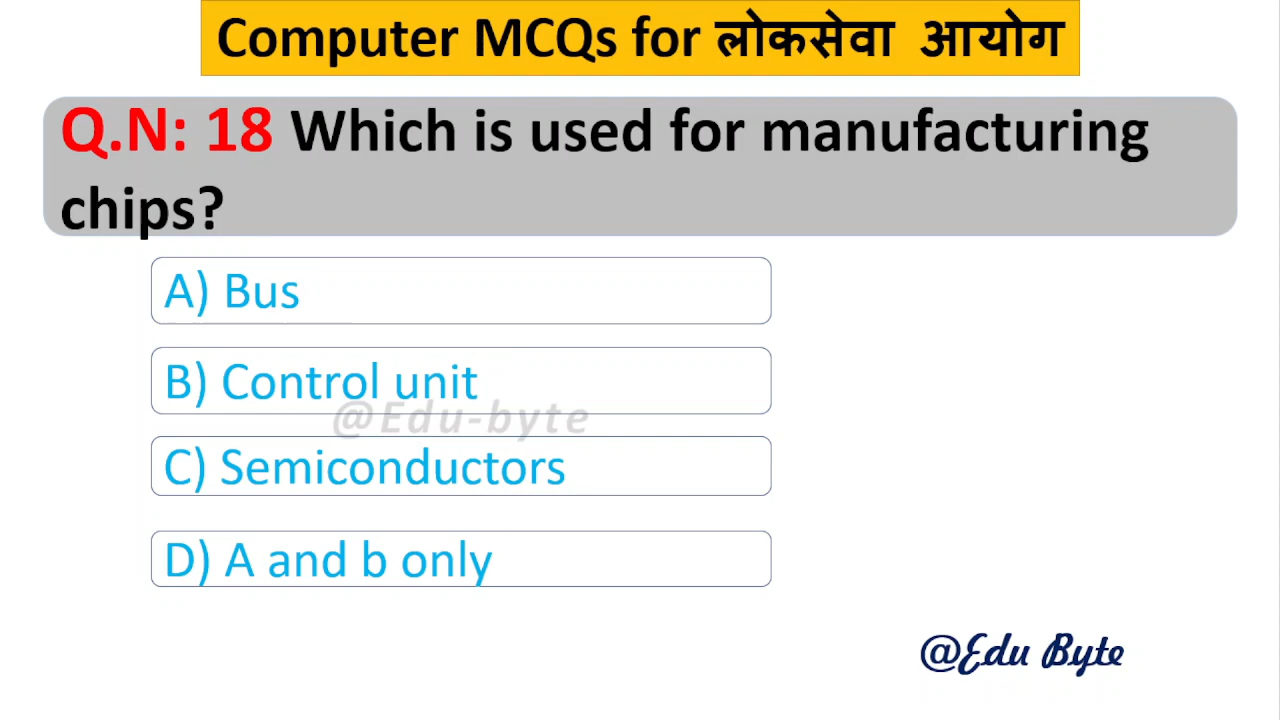 Computer MCQs for लोकसेवा आयोग
Q.N: 18 Which is used for manufacturing
chips?
A) Bus
B) Control unit
@Edu-byte
C) Semiconductors
D) A and b only
@Edu Byte